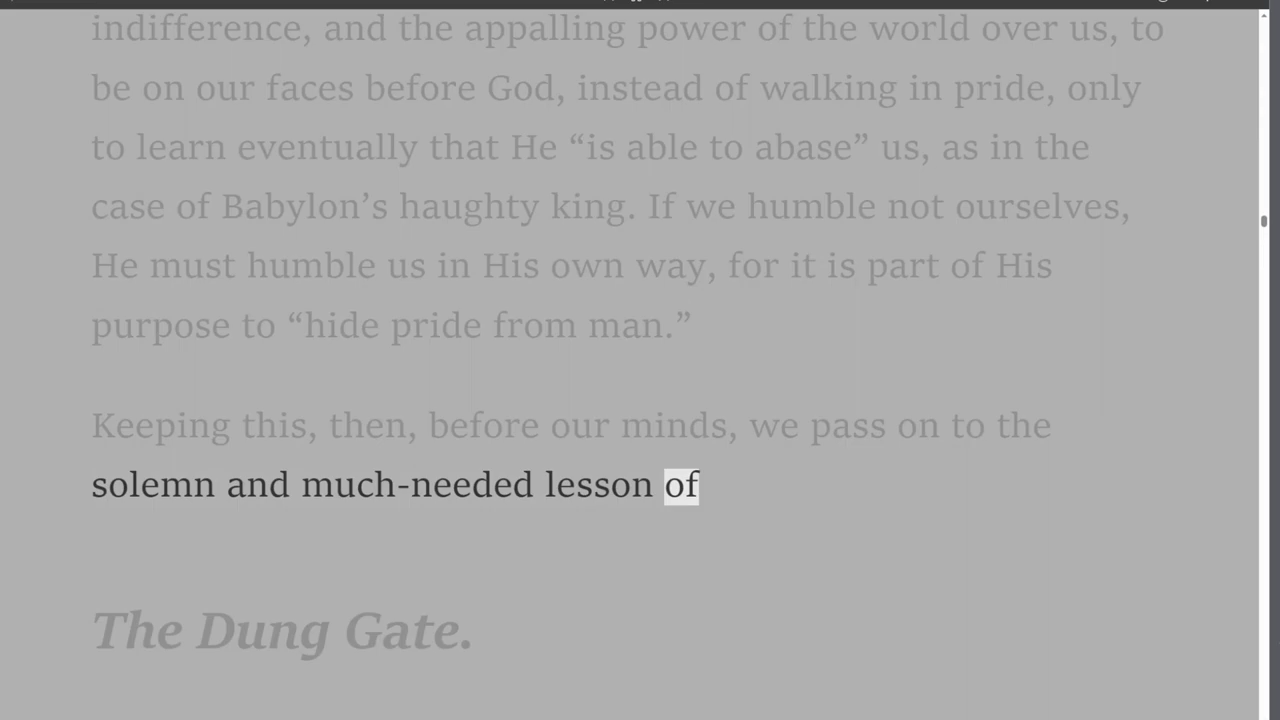 indifference, and the appalling power of the world over us, to
be on our faces before God, instead of walking in pride, only
to learn eventually that He “is able to abase” us, as in the
case of Babylon’s haughty king. If we humble not ourselves,
He must humble us in His own way, for it is part of His
purpose to “hide pride from man.”
Keeping this, then, before our minds, we pass on to the
solemn and much-needed lesson of
The Dung Gate.